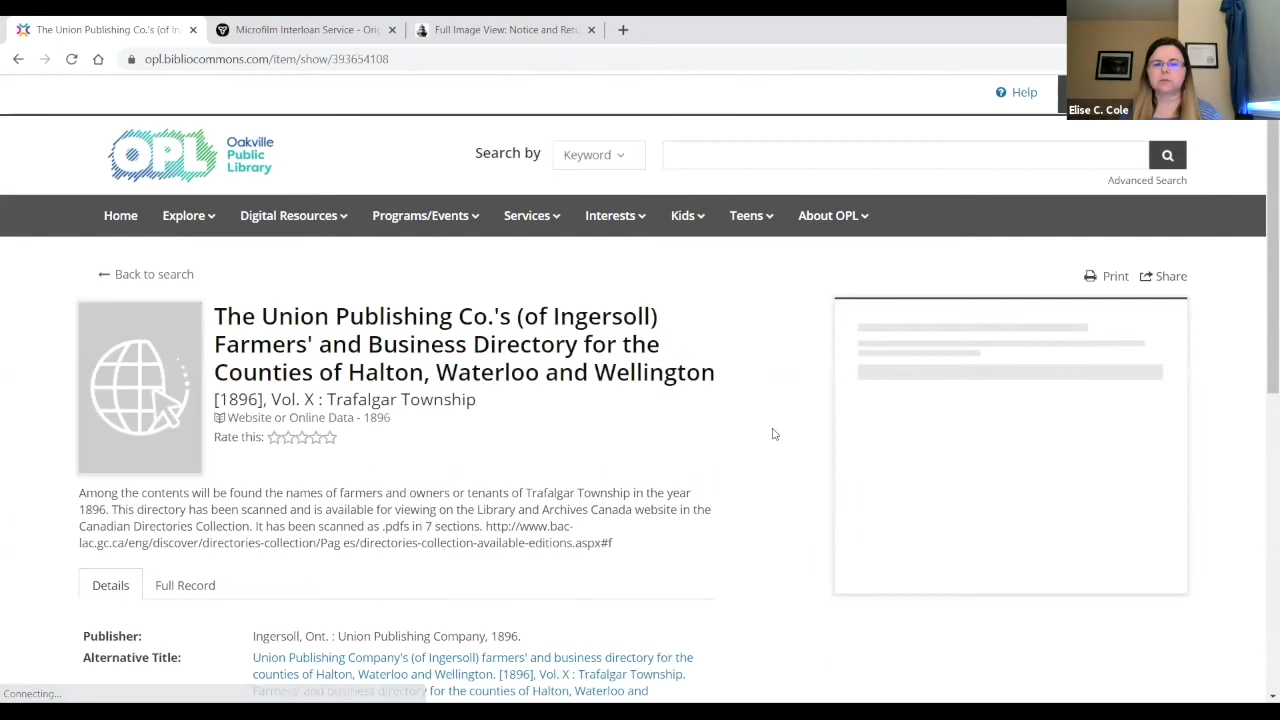 The Union Publishing Co.'s (of In
Microfilm Interloan Service - Ori
Full Image View: Notice and Retu
opl.bibliocommons.com/item/show/393654108
Elise C. Cole
Help
OPL
Oakville
Public
Library
Search by
Keyword
Advanced Search
Home
Explore
Digital Resources
Programs/Events
Services
Interests
Kids
Teens
About OPL
Back to search
Print
Share
The Union Publishing Co.'s (of Ingersoll)
Farmers' and Business Directory for the
Counties of Halton, Waterloo and Wellington
[1896], Vol. X : Trafalgar Township
Website or Online Data - 1896
Rate this:
Among the contents will be found the names of farmers and owners or tenants of Trafalgar Township in the year
1896. This directory has been scanned and is available for viewing on the Library and Archives Canada website in the
Canadian Directories Collection. It has been scanned as .pdfs in 7 sections. http://www.bac-
lac.gc.ca/eng/discover/directories-collection/Pag es/directories-collection-available-editions.aspx#f
Details
Full Record
Publisher:
Ingersoll, Ont. : Union Publishing Company, 1896.
Alternative Title:
Union Publishing Company's (of Ingersoll) farmers' and business directory for the
counties of Halton, Waterloo and Wellington. [1896], Vol. X : Trafalgar Township.
Farmers' and business directory for the counties of Halton, Waterloo and
Connecting...